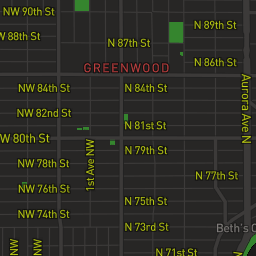 NW 90th St
N 89th St
NW 88th St
N 87th St
N 86th St
GREENWOOD
NW 84th St
N 84th St
Aurora Ave N
NW 82nd St
N 81st St
W 80th St
N 79th St
1st Ave NW
NW 78th St
N 77th St
NW 76th St
N 75th St
NW 74th St
N 73rd St
Beth's C
N 71st St
NW
NW
N